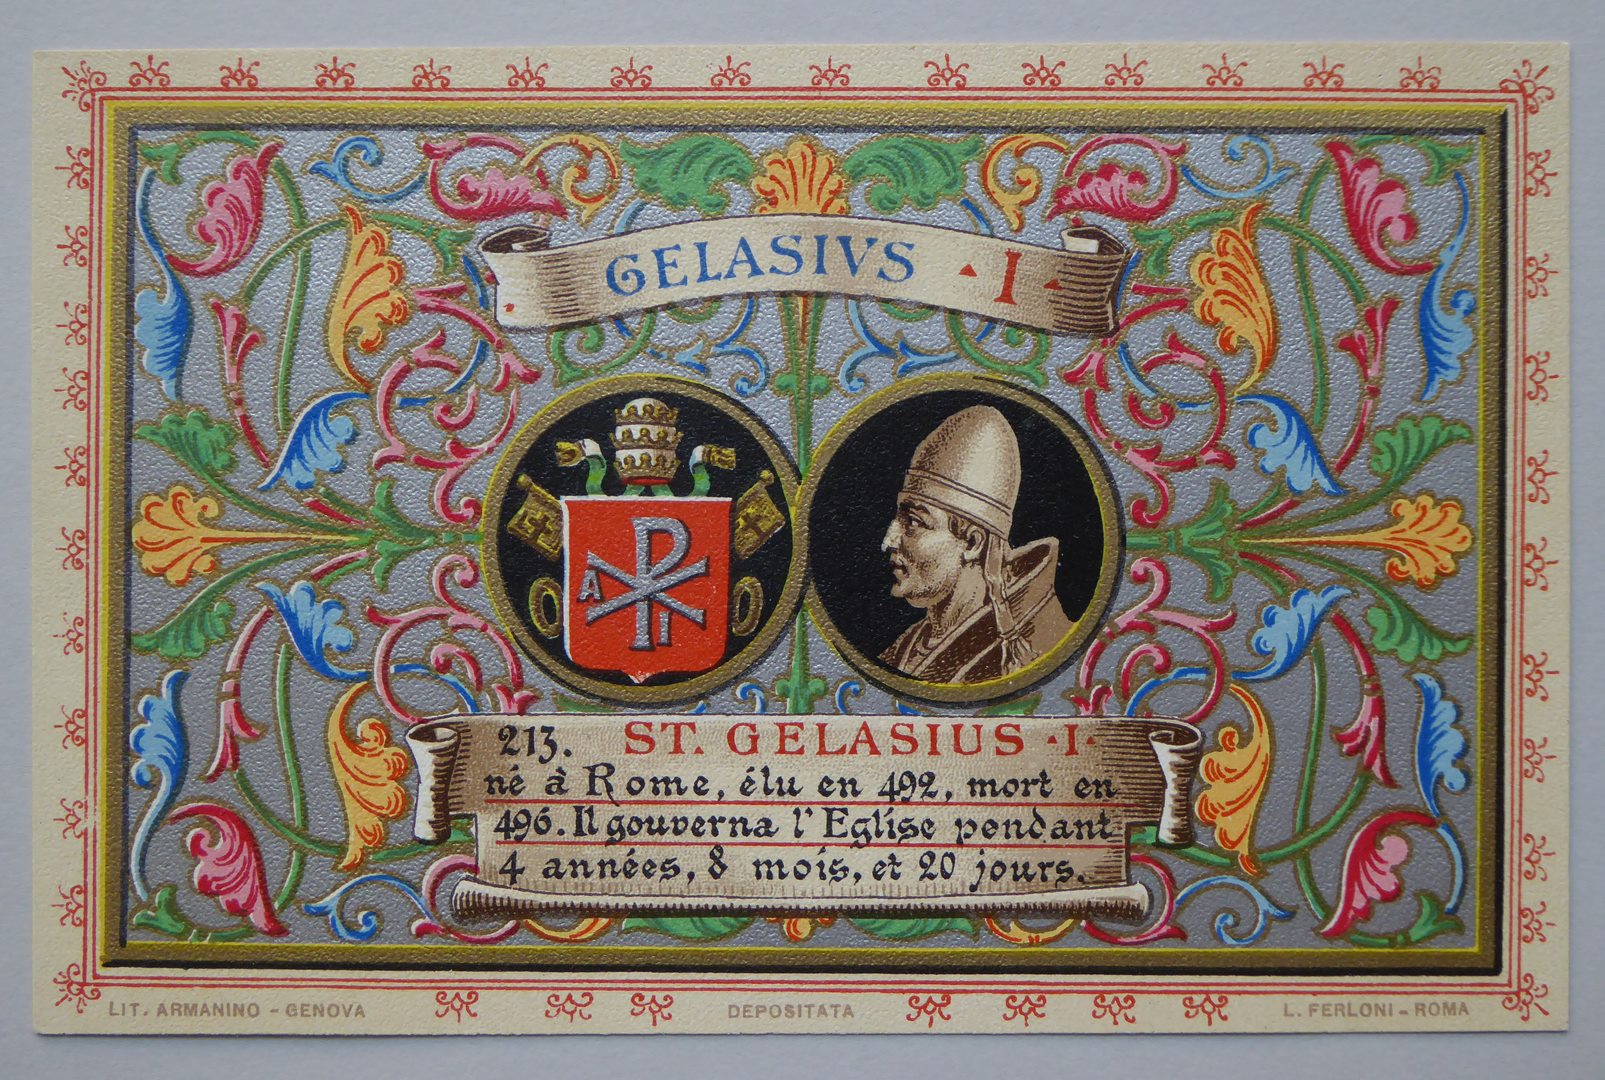 GELASIVS I
A P I
213. ST. GELASIUS ·I·
né à Rome, élu en 492, mort en
496. Il gouverna l'Eglise pendant
4 années, 8 mois, et 20 jours.
LIT. ARMANINO - GENOVA DEPOSITATA L. FERLONI - ROMA